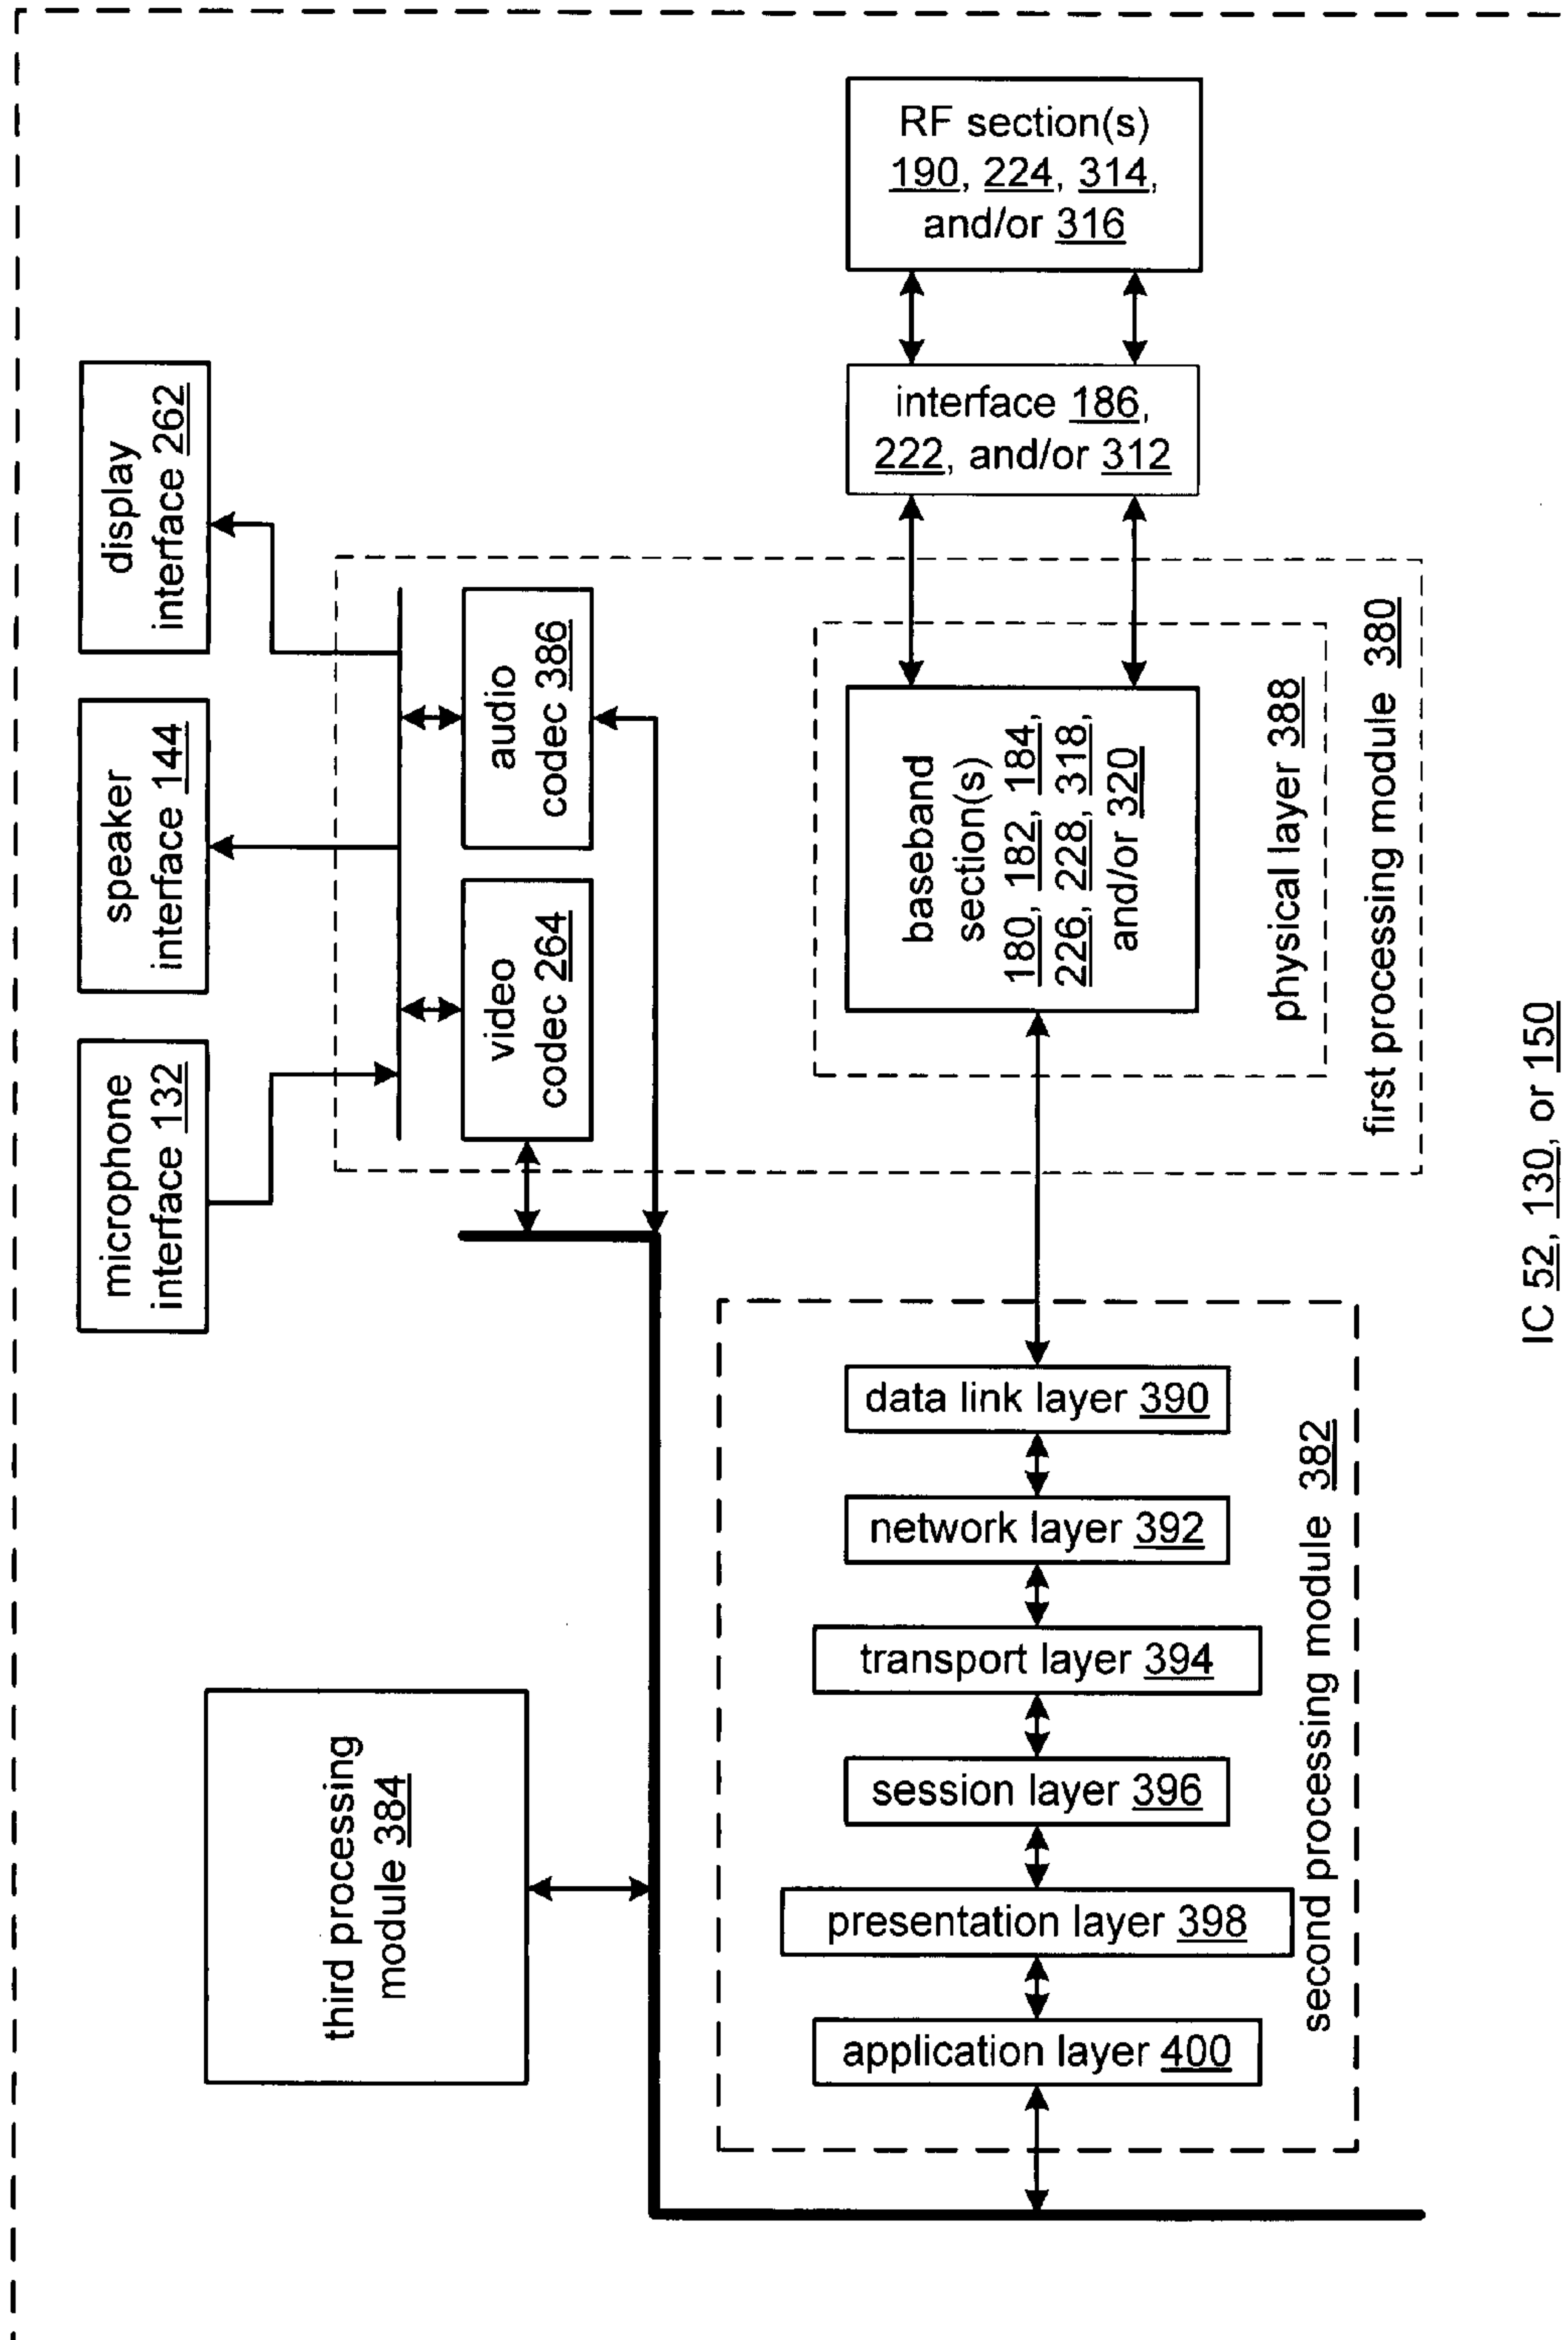 microphone
interface 132
speaker
interface 144
display
interface 262
video
codec 264
audio
codec 386
third processing
module 384
RF section(s)
190, 224, 314,
and/or 316
interface 186,
222, and/or 312
baseband
section(s)
180, 182, 184,
226, 228, 318,
and/or 320
physical layer 388
first processing module 380
data link layer 390
network layer 392
transport layer 394
session layer 396
presentation layer 398
application layer 400
second processing module 382
IC 52, 130, or 150